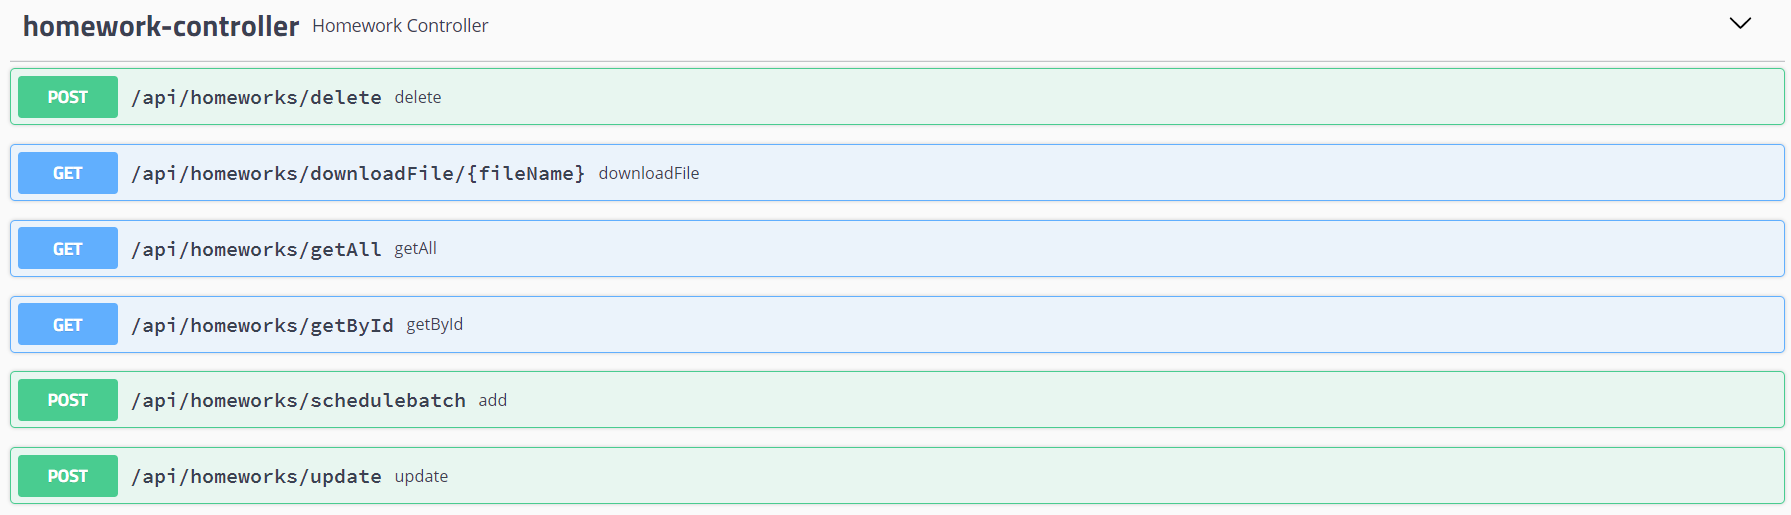 homework-controller Homework Controller
POST /api/homeworks/delete delete
GET /api/homeworks/downloadFile/{fileName} downloadFile
GET /api/homeworks/getAll getAll
GET /api/homeworks/getById getById
POST /api/homeworks/schedulebatch add
POST /api/homeworks/update update